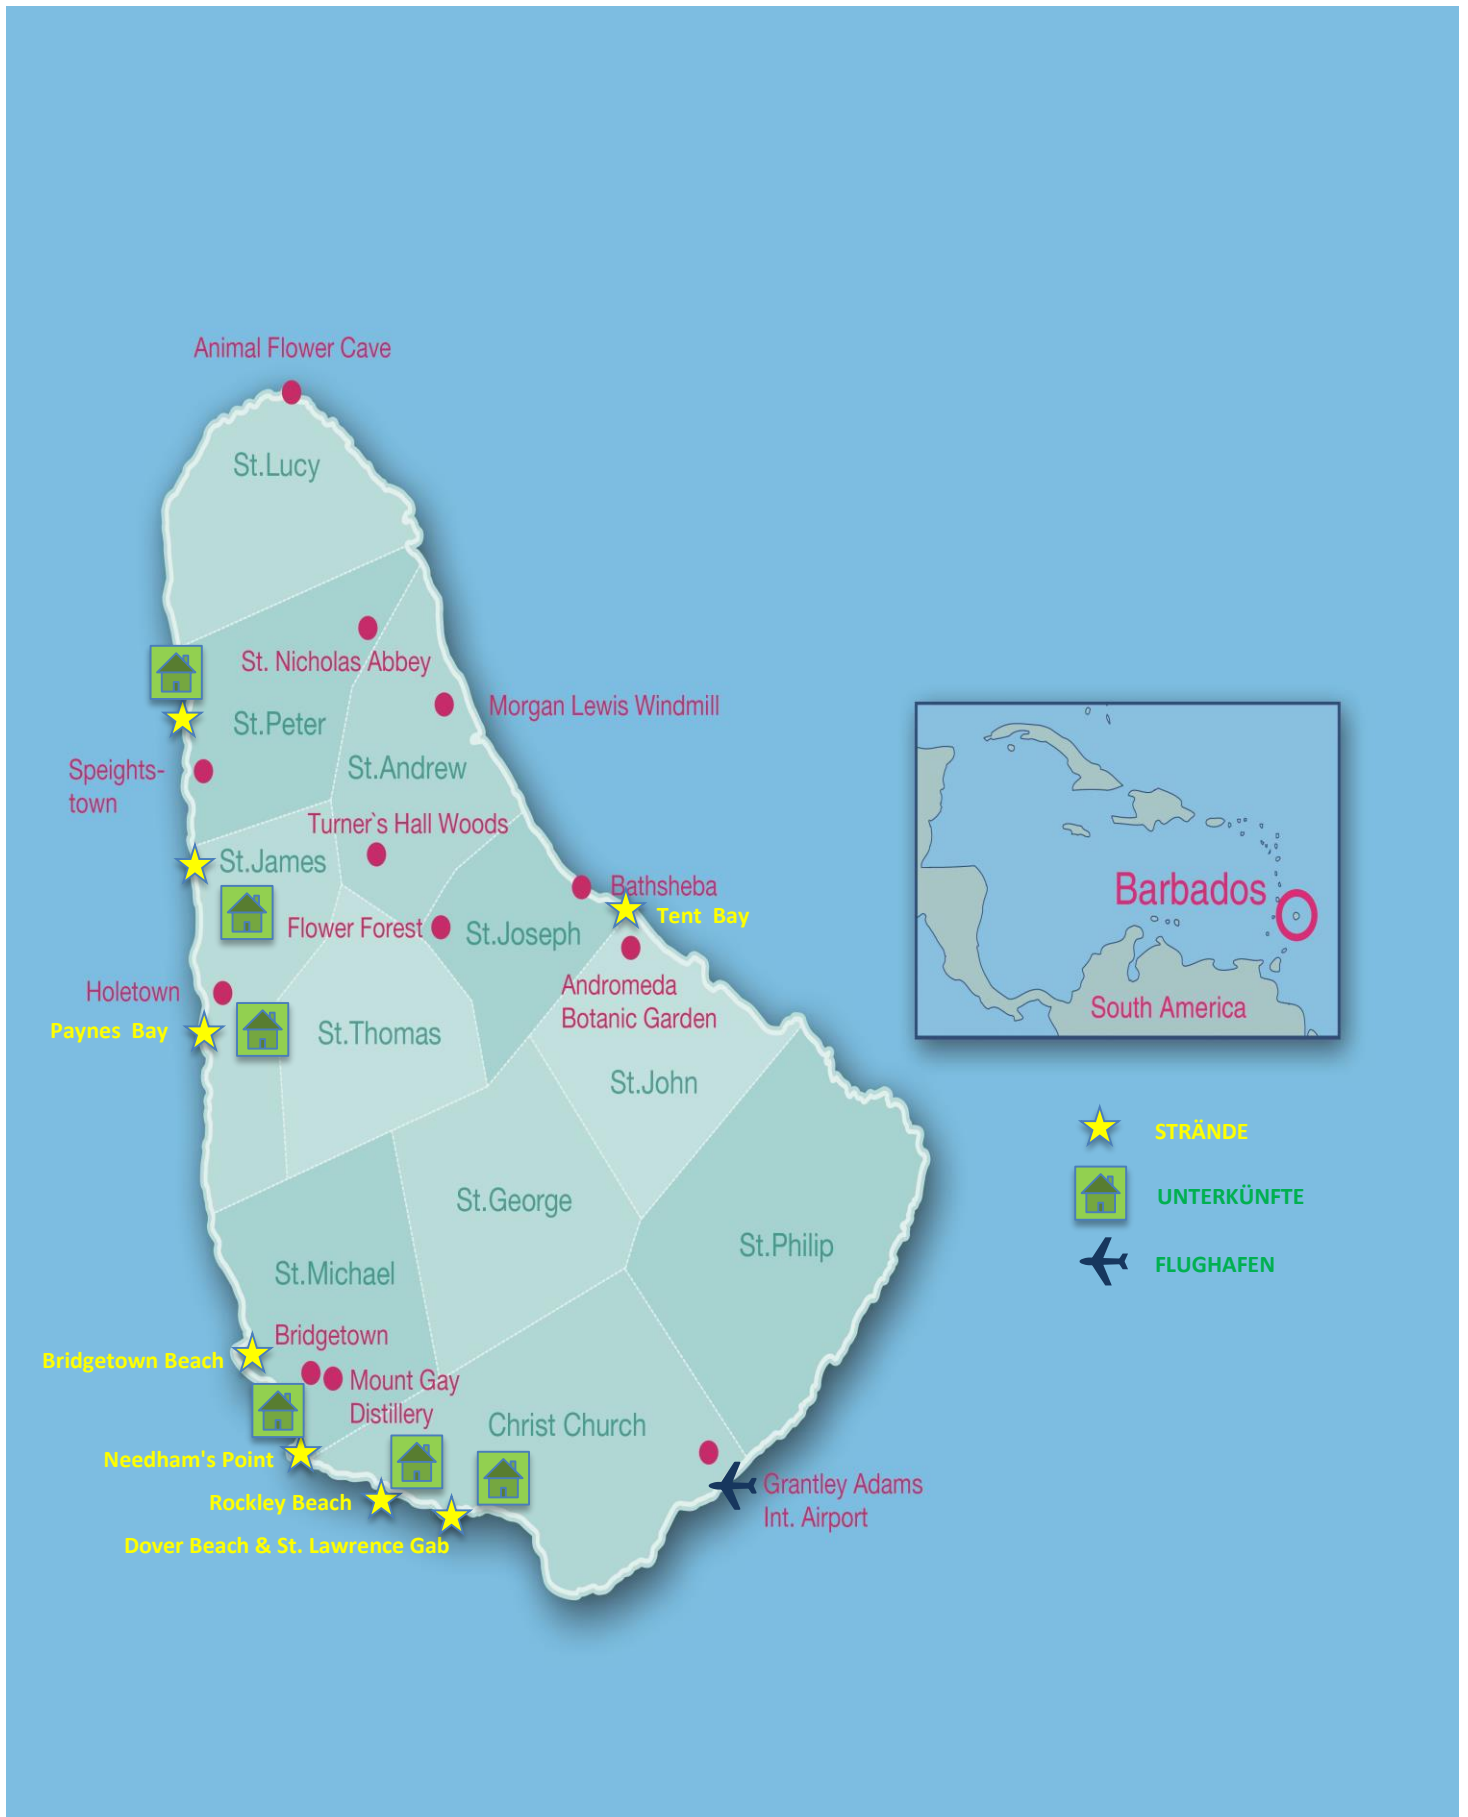 Animal Flower Cave
St.Lucy
St. Nicholas Abbey
Morgan Lewis Windmill
St.Peter
St.Andrew
Speights-
town
Turner`s Hall Woods
St.James
Bathsheba
Tent Bay
Flower Forest
St.Joseph
Andromeda
Botanic Garden
Holetown
Paynes Bay
St.Thomas
St.John
Barbados
South America
STRÄNDE
UNTERKÜNFTE
FLUGHAFEN
St.George
St.Philip
St.Michael
Bridgetown
Bridgetown Beach
Mount Gay
Distillery
Christ Church
Needham's Point
Grantley Adams
Int. Airport
Rockley Beach
Dover Beach & St. Lawrence Gab